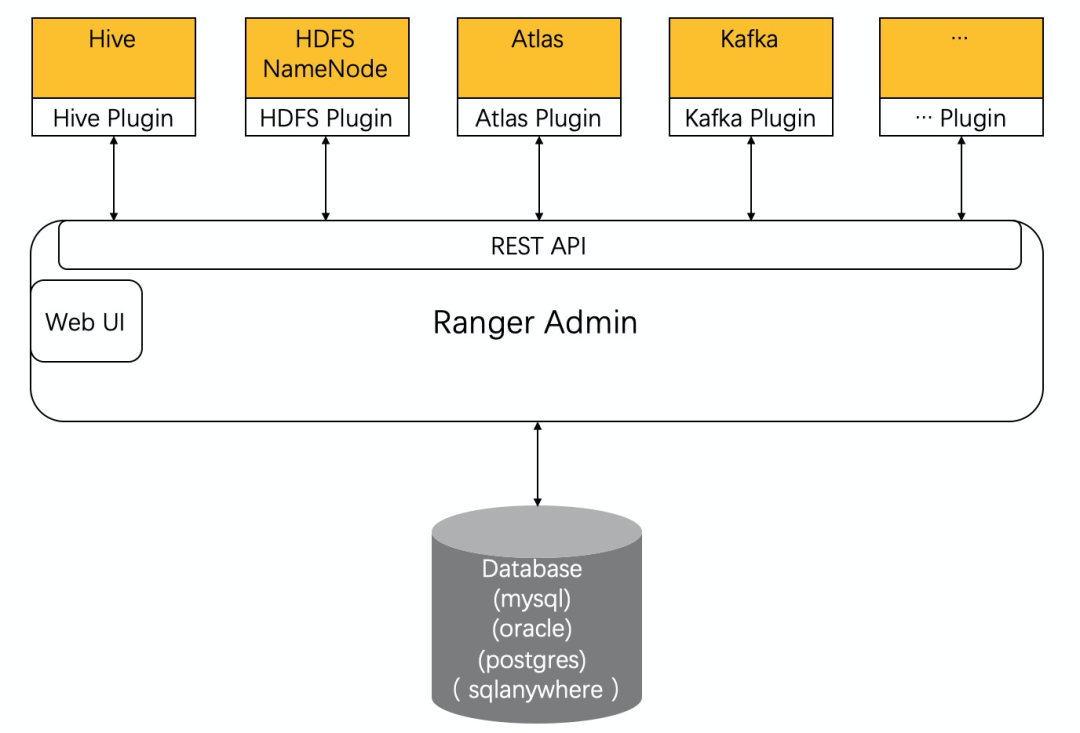 Hive
HDFS
NameNode
Atlas
Kafka
...
Hive Plugin
HDFS Plugin
Atlas Plugin
Kafka Plugin
... Plugin
REST API
Web UI
Ranger Admin
Database
(mysql)
(oracle)
(postgres)
( sqlanywhere )